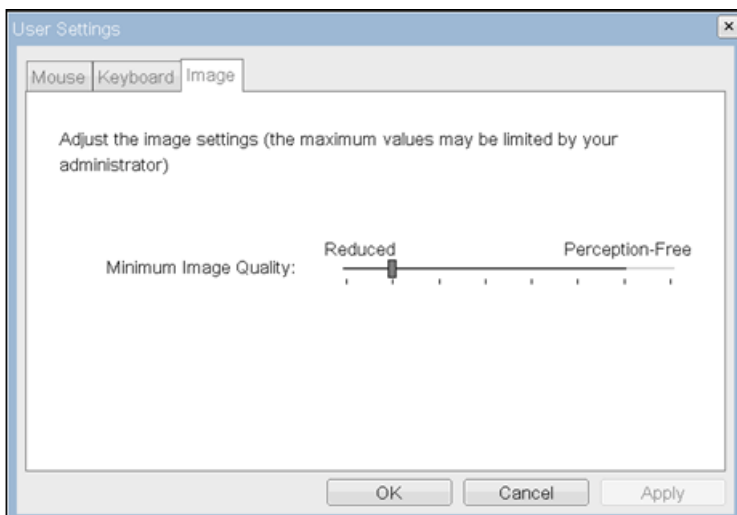 User Settings
Mouse Keyboard Image
Adjust the image settings (the maximum values may be limited by your
administrator)
Reduced Perception-Free
Minimum Image Quality:
OK Cancel Apply